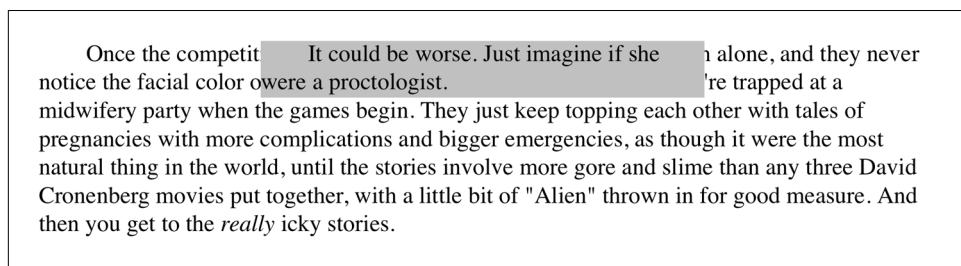 Once the competit It could be worse. Just imagine if she alone, and they never
notice the facial color o were a proctologist. 're trapped at a
midwifery party when the games begin. They just keep topping each other with tales of
pregnancies with more complications and bigger emergencies, as though it were the most
natural thing in the world, until the stories involve more gore and slime than any three David
Cronenberg movies put together, with a little bit of "Alien" thrown in for good measure. And
then you get to the really icky stories.